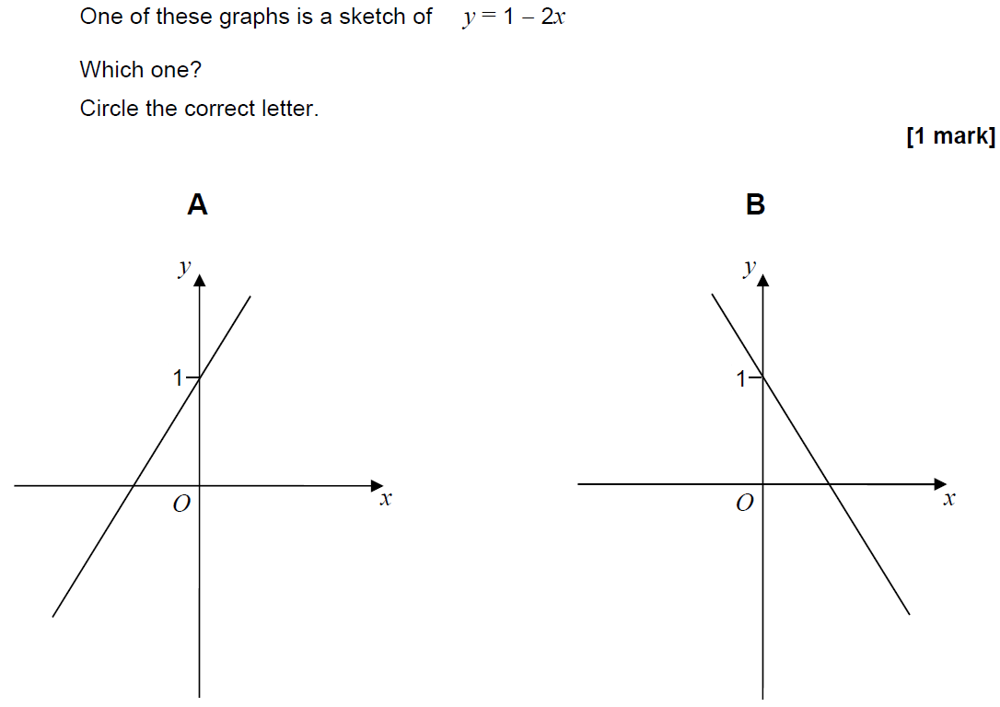 One of these graphs is a sketch of y = 1 – 2x
Which one?
Circle the correct letter.
[1 mark]
A B
y y
1 1
O x O x